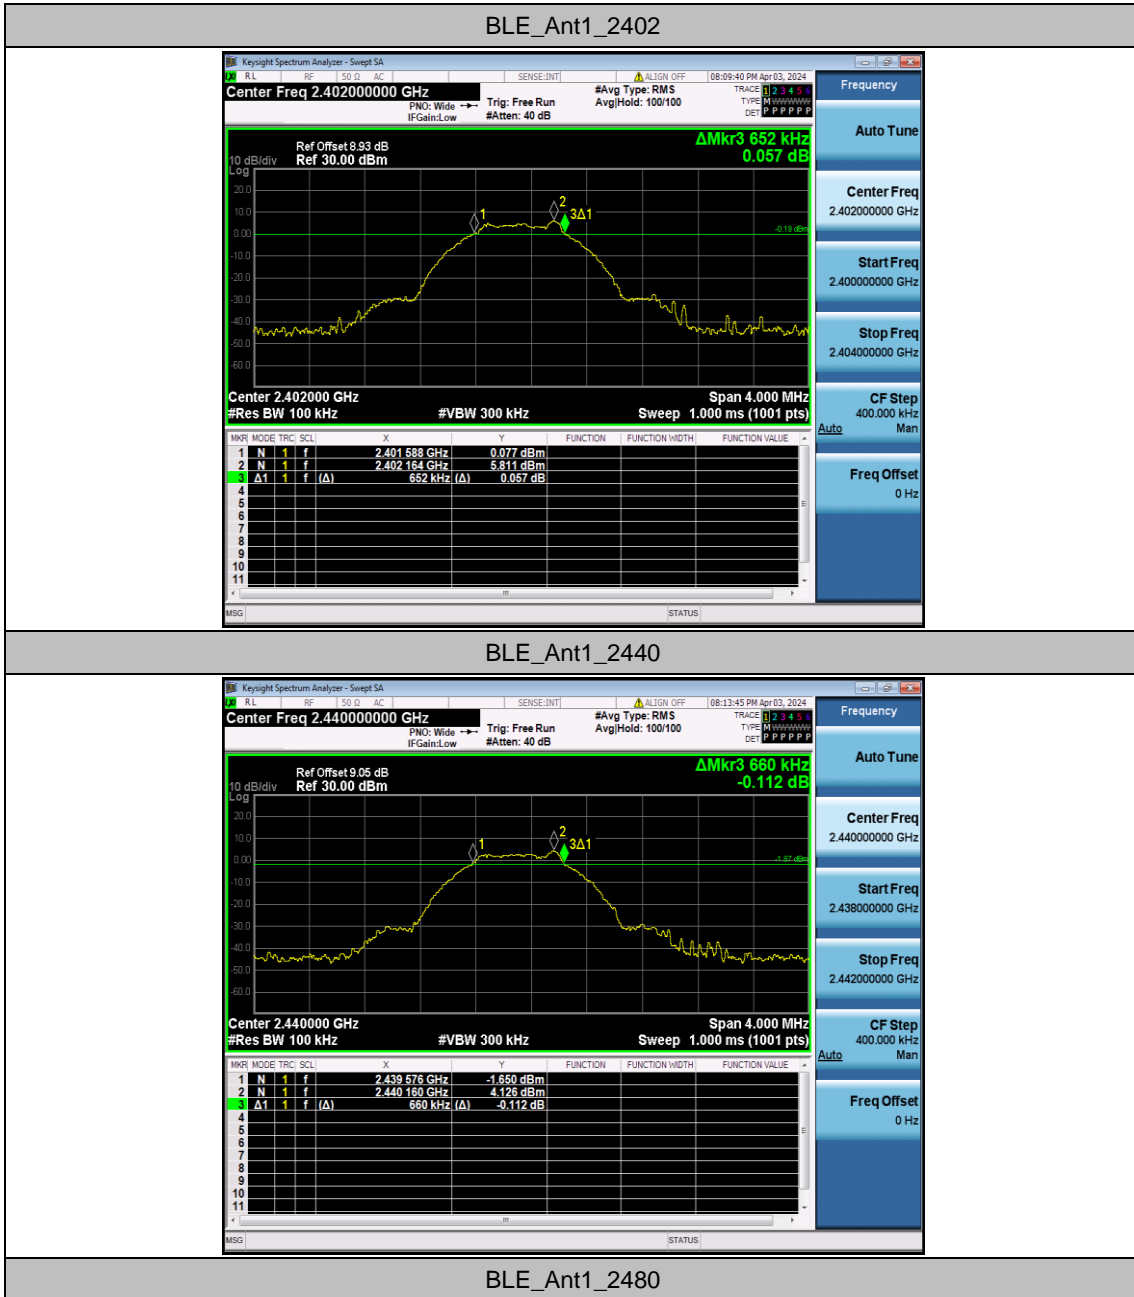 BLE_Ant1_2402
Keysight Spectrum Analyzer - Swept SA
RL RF 50 Ω AC SENSE:INT ALIGN OFF 08:09:40 PM Apr 03, 2024
Center Freq 2.402000000 GHz #Avg Type: RMS TRACE 1 2 3 4 5 6
PNO: Wide Trig: Free Run Avg|Hold: 100/100 TYPE M WWWWW
IFGain:Low #Atten: 40 dB DET P P P P P P
Frequency
Auto Tune
ΔMkr3 652 kHz
0.057 dB
Ref Offset 8.93 dB
10 dB/div Ref 30.00 dBm
Log
20.0
10.0
0.00
-10.0
-20.0
-30.0
-40.0
-50.0
-60.0
1
2
3Δ1
-0.19 dBm
Center Freq
2.402000000 GHz
Start Freq
2.400000000 GHz
Stop Freq
2.404000000 GHz
CF Step
400.000 kHz
Auto Man
Freq Offset
0 Hz
Center 2.402000 GHz Span 4.000 MHz
#Res BW 100 kHz #VBW 300 kHz Sweep 1.000 ms (1001 pts)
MKR MODE TRC SCL X Y FUNCTION FUNCTION WIDTH FUNCTION VALUE
1 N 1 f 2.401 588 GHz 0.077 dBm
2 N 1 f 2.402 164 GHz 5.811 dBm
3 Δ1 1 f (Δ) 652 kHz (Δ) 0.057 dB
4
5
6
7
8
9
10
11
MSG STATUS
BLE_Ant1_2440
Keysight Spectrum Analyzer - Swept SA
RL RF 50 Ω AC SENSE:INT ALIGN OFF 08:13:45 PM Apr 03, 2024
Center Freq 2.440000000 GHz #Avg Type: RMS TRACE 1 2 3 4 5 6
PNO: Wide Trig: Free Run Avg|Hold: 100/100 TYPE M WWWWW
IFGain:Low #Atten: 40 dB DET P P P P P P
Frequency
Auto Tune
ΔMkr3 660 kHz
-0.112 dB
Ref Offset 9.05 dB
10 dB/div Ref 30.00 dBm
Log
20.0
10.0
0.00
-10.0
-20.0
-30.0
-40.0
-50.0
-60.0
1
2
3Δ1
-1.87 dBm
Center Freq
2.440000000 GHz
Start Freq
2.438000000 GHz
Stop Freq
2.442000000 GHz
CF Step
400.000 kHz
Auto Man
Freq Offset
0 Hz
Center 2.440000 GHz Span 4.000 MHz
#Res BW 100 kHz #VBW 300 kHz Sweep 1.000 ms (1001 pts)
MKR MODE TRC SCL X Y FUNCTION FUNCTION WIDTH FUNCTION VALUE
1 N 1 f 2.439 576 GHz -1.650 dBm
2 N 1 f 2.440 160 GHz 4.126 dBm
3 Δ1 1 f (Δ) 660 kHz (Δ) -0.112 dB
4
5
6
7
8
9
10
11
MSG STATUS
BLE_Ant1_2480